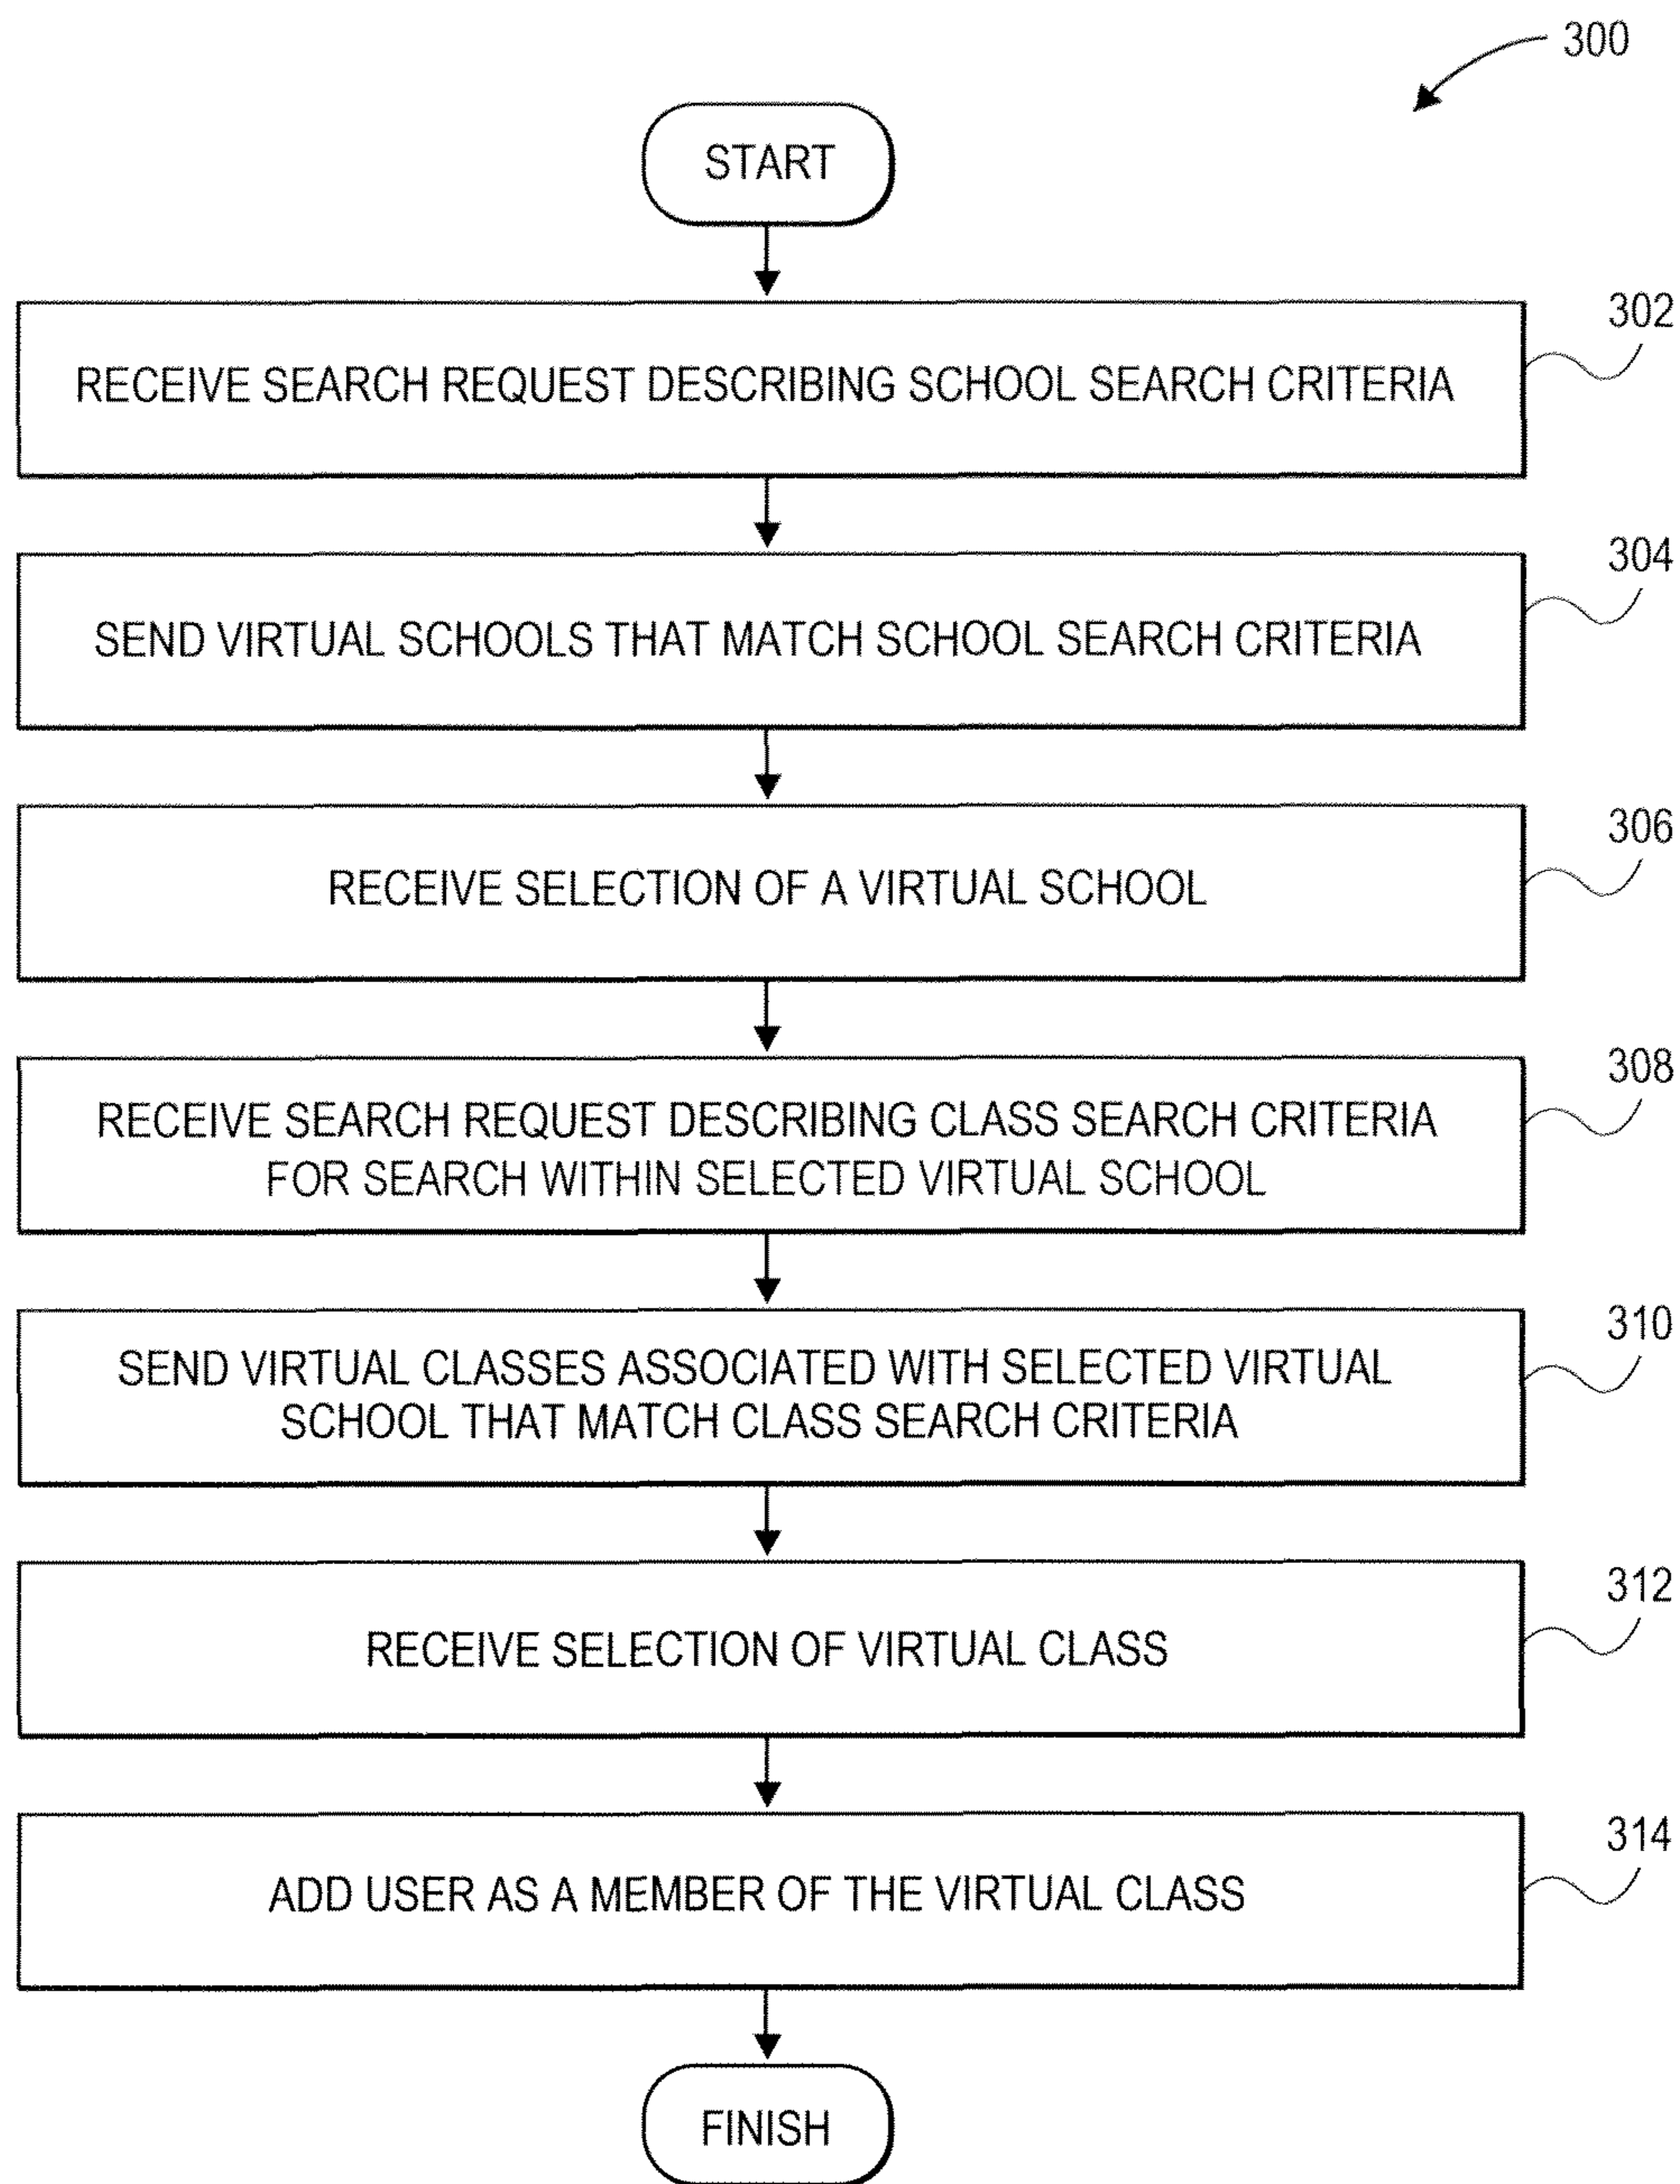 300
START
302
RECEIVE SEARCH REQUEST DESCRIBING SCHOOL SEARCH CRITERIA
304
SEND VIRTUAL SCHOOLS THAT MATCH SCHOOL SEARCH CRITERIA
306
RECEIVE SELECTION OF A VIRTUAL SCHOOL
308
RECEIVE SEARCH REQUEST DESCRIBING CLASS SEARCH CRITERIA
FOR SEARCH WITHIN SELECTED VIRTUAL SCHOOL
310
SEND VIRTUAL CLASSES ASSOCIATED WITH SELECTED VIRTUAL
SCHOOL THAT MATCH CLASS SEARCH CRITERIA
312
RECEIVE SELECTION OF VIRTUAL CLASS
314
ADD USER AS A MEMBER OF THE VIRTUAL CLASS
FINISH